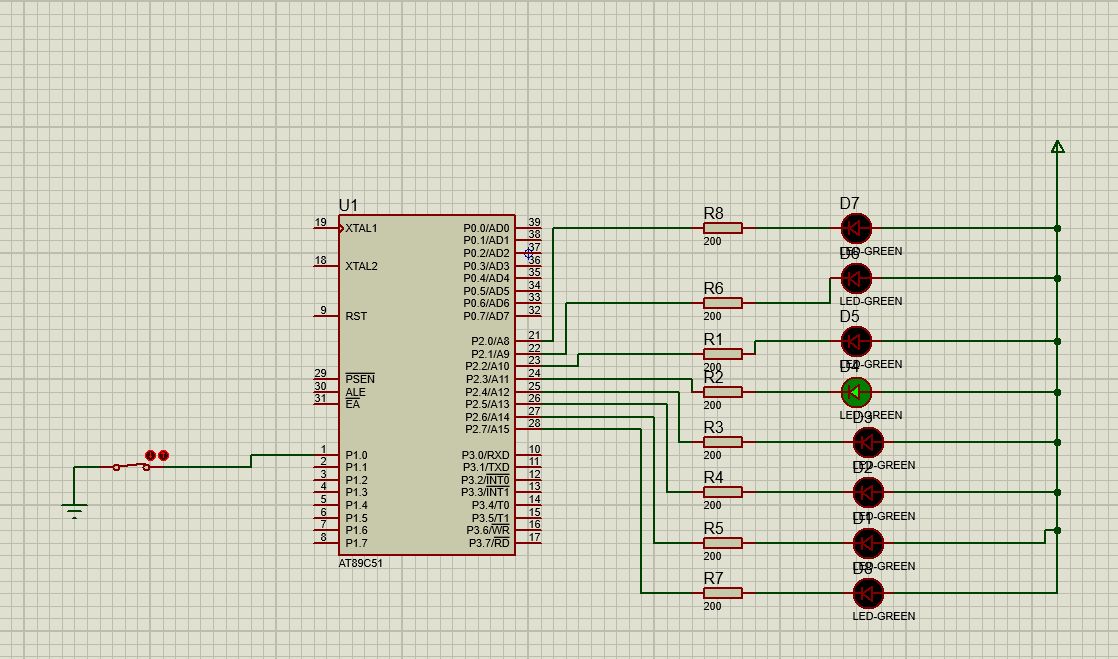 U1
19 XTAL1
18 XTAL2
9 RST
29 PSEN
30 ALE
31 EA
1 P1.0
2 P1.1
3 P1.2
4 P1.3
5 P1.4
6 P1.5
7 P1.6
8 P1.7
P0.0/AD0 39
P0.1/AD1 38
P0.2/AD2 37
P0.3/AD3 36
P0.4/AD4 35
P0.5/AD5 34
P0.6/AD6 33
P0.7/AD7 32
P2.0/A8 21
P2.1/A9 22
P2.2/A10 23
P2.3/A11 24
P2.4/A12 25
P2.5/A13 26
P2.6/A14 27
P2.7/A15 28
P3.0/RXD 10
P3.1/TXD 11
P3.2/INT0 12
P3.3/INT1 13
P3.4/T0 14
P3.5/T1 15
P3.6/WR 16
P3.7/RD 17
AT89C51
R8
200
R6
200
R1
200
R2
200
R3
200
R4
200
R5
200
R7
200
D7
LED-GREEN
D6
LED-GREEN
D5
LED-GREEN
D4
LED-GREEN
D3
LED-GREEN
D2
LED-GREEN
D1
LED-GREEN
D8
LED-GREEN